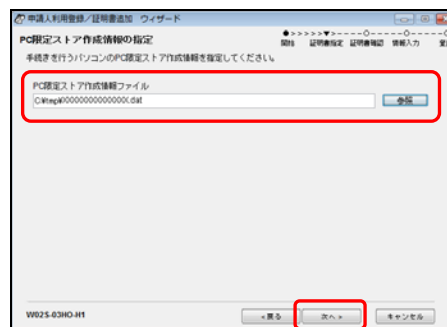 申請人利用登録／証明書追加　ウィザード
PC限定ストア作成情報の指定
●>>>>>▼>----○-----○-----○
開始 証明書指定 証明書確認 情報入力
手続きを行うパソコンのPC限定ストア作成情報を指定してください。
PC限定ストア作成情報ファイル
参照
W02S-03HO-H1
«戻る 次へ» キャンセル